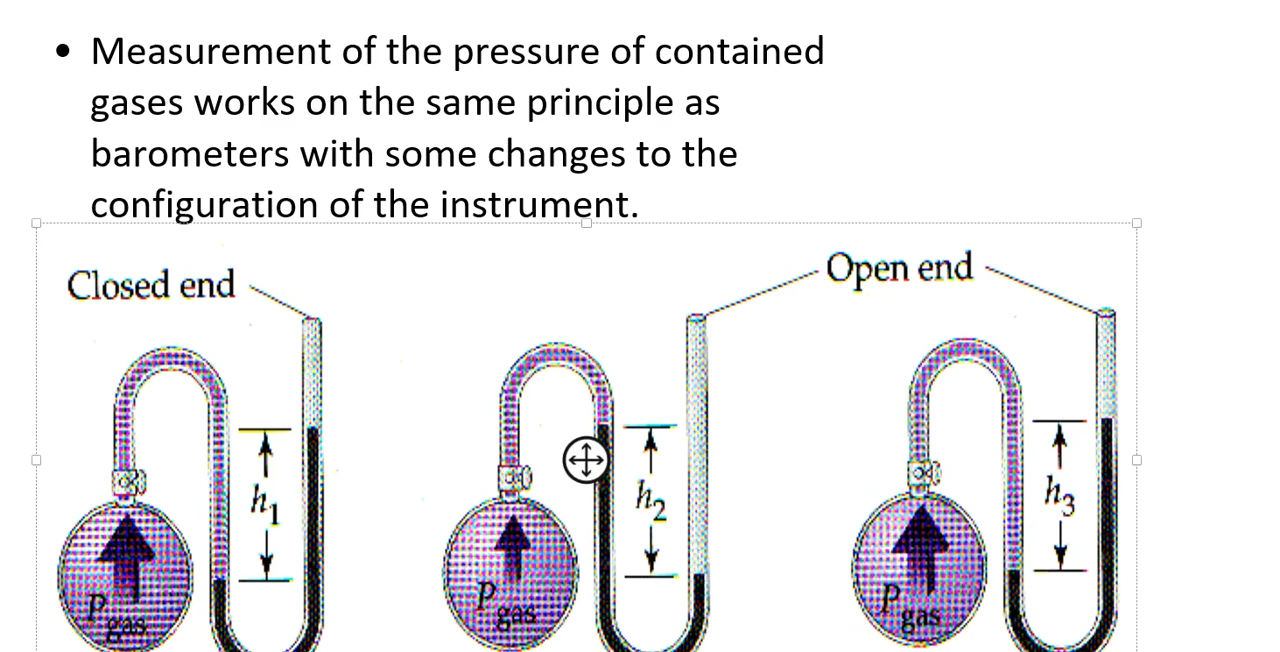 • Measurement of the pressure of contained
gases works on the same principle as
barometers with some changes to the
configuration of the instrument.
Closed end
Open end
h1
h2
h3
Pgas
Pgas
Pgas